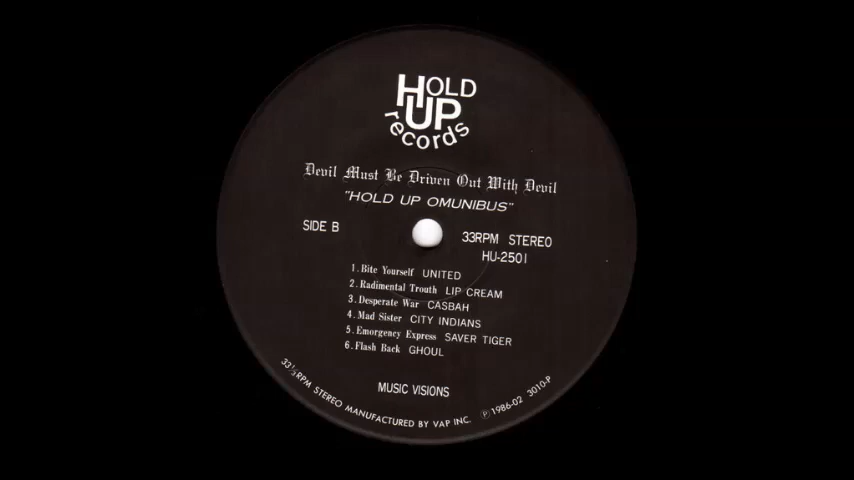 HOLD
UP
records
Devil Must Be Driven Out With Devil
"HOLD UP OMUNIBUS"
SIDE B
33RPM STEREO
HU-2501
1. Bite Yourself UNITED
2. Radimental Trouth LIP CREAM
3. Desperate War CASBAH
4. Mad Sister CITY INDIANS
5. Emorgency Express SAVER TIGER
6. Flash Back GHOUL
MUSIC VISIONS
33⅓RPM STEREO MANUFACTURED BY VAP INC. Ⓟ1986-02 3010-P